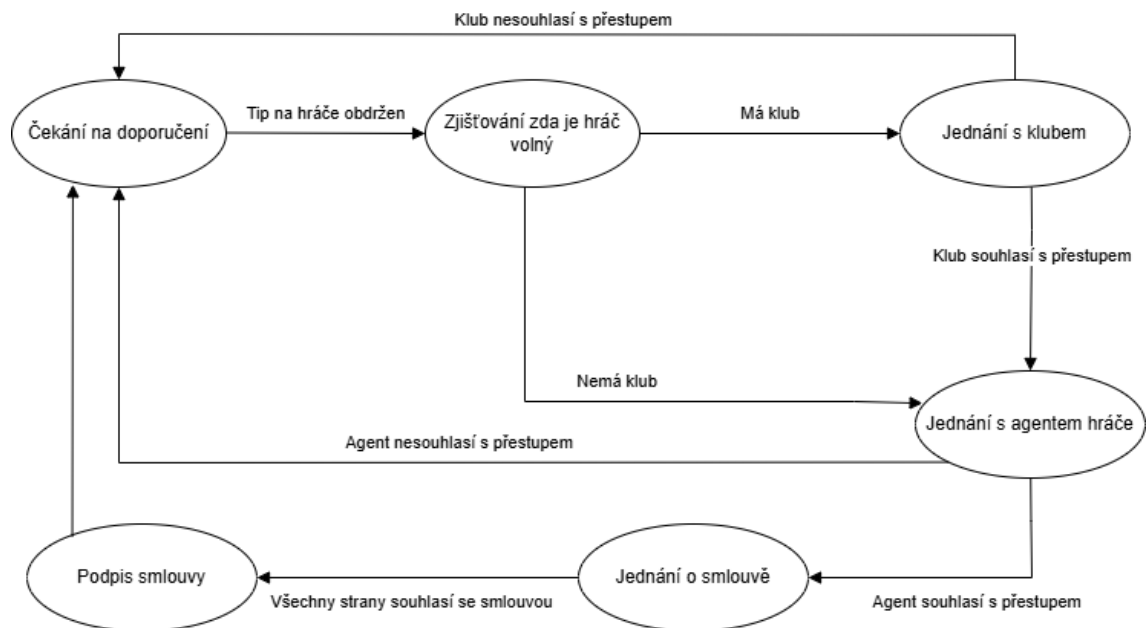 Klub nesouhlasí s přestupem
Čekání na doporučení
Tip na hráče obdržen
Zjišťování zda je hráč
volný
Má klub
Jednání s klubem
Klub souhlasí s přestupem
Nemá klub
Jednání s agentem hráče
Agent nesouhlasí s přestupem
Podpis smlouvy
Všechny strany souhlasí se smlouvou
Jednání o smlouvě
Agent souhlasí s přestupem